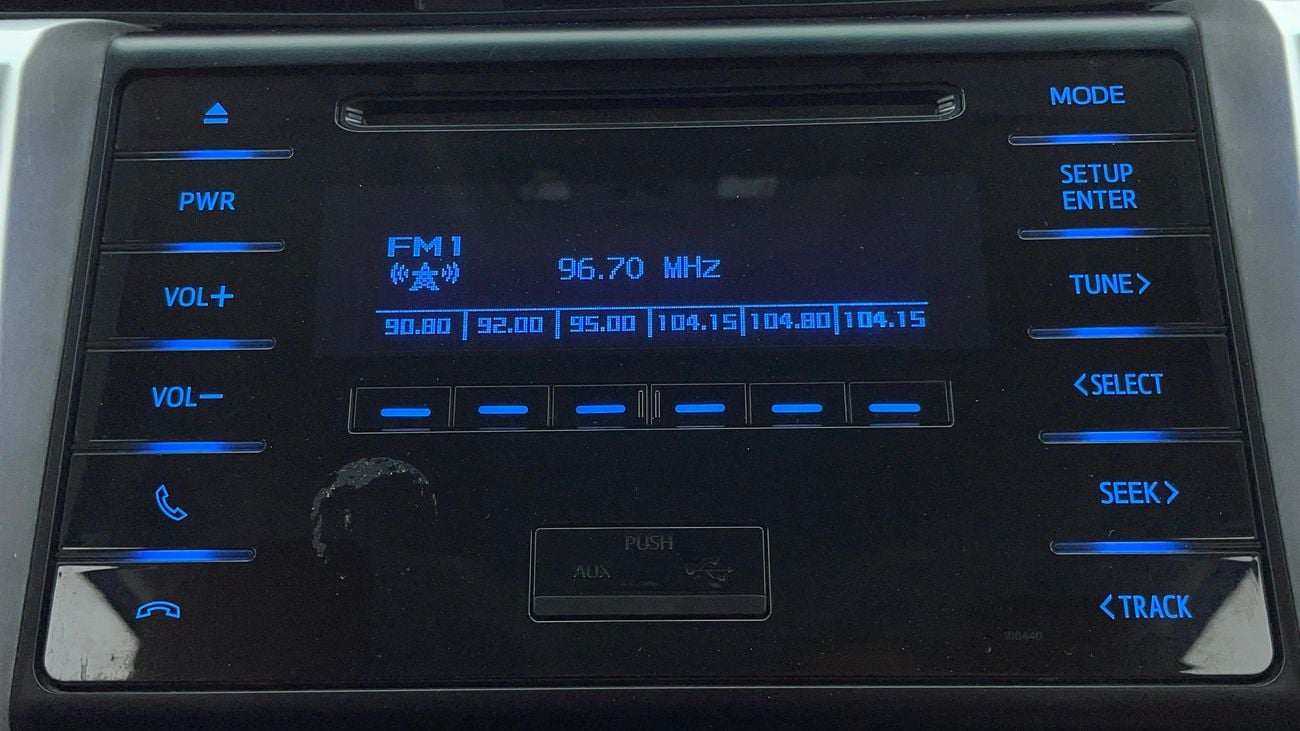 MODE
PWR
SETUP
ENTER
VOL+
FM1
96.70 MHz
TUNE>
90.80 92.00 95.00 104.15 104.80 104.15
VOL-
<SELECT
SEEK>
PUSH
AUX
<TRACK
100440